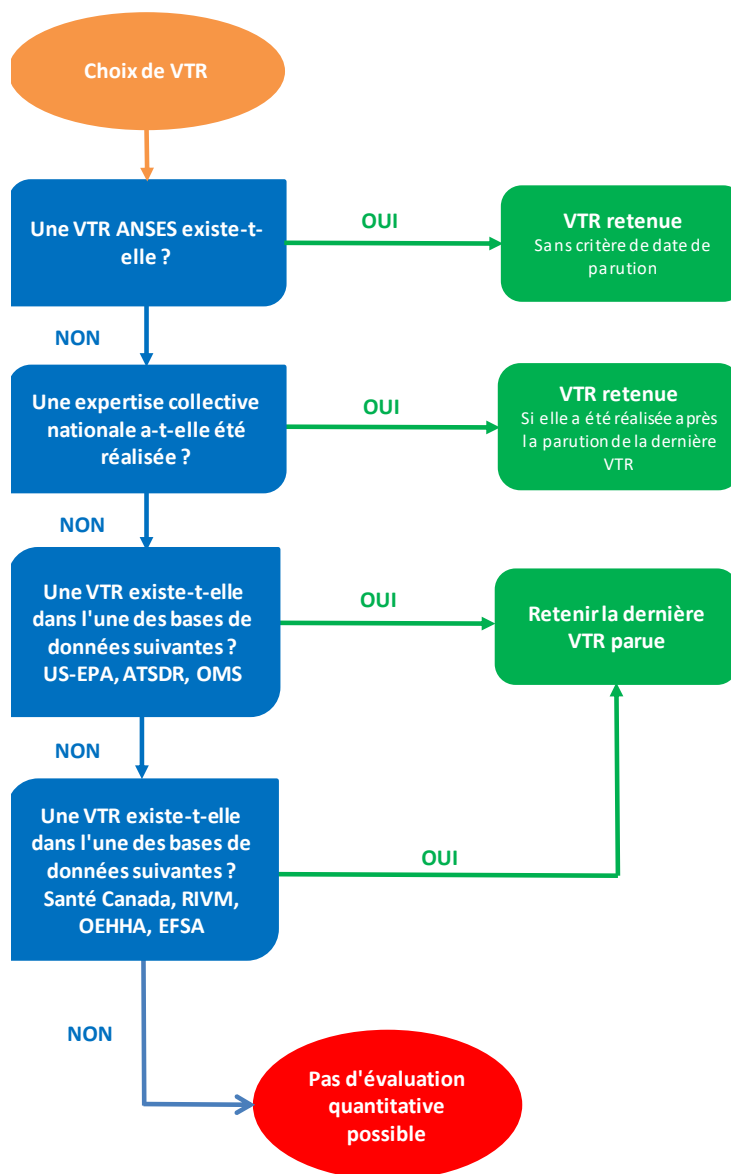 Choix de VTR
Une VTR ANSES existe-t-
elle ?
OUI
VTR retenue
Sans critère de date de
parution
NON
Une expertise collective
nationale a-t-elle été
réalisée ?
OUI
VTR retenue
Si elle a été réalisée après
la parution de la dernière
VTR
NON
Une VTR existe-t-elle
dans l'une des bases de
données suivantes ?
US-EPA, ATSDR, OMS
OUI
Retenir la dernière
VTR parue
NON
Une VTR existe-t-elle
dans l'une des bases de
données suivantes ?
Santé Canada, RIVM,
OEHHA, EFSA
OUI
NON
Pas d'évaluation
quantitative
possible